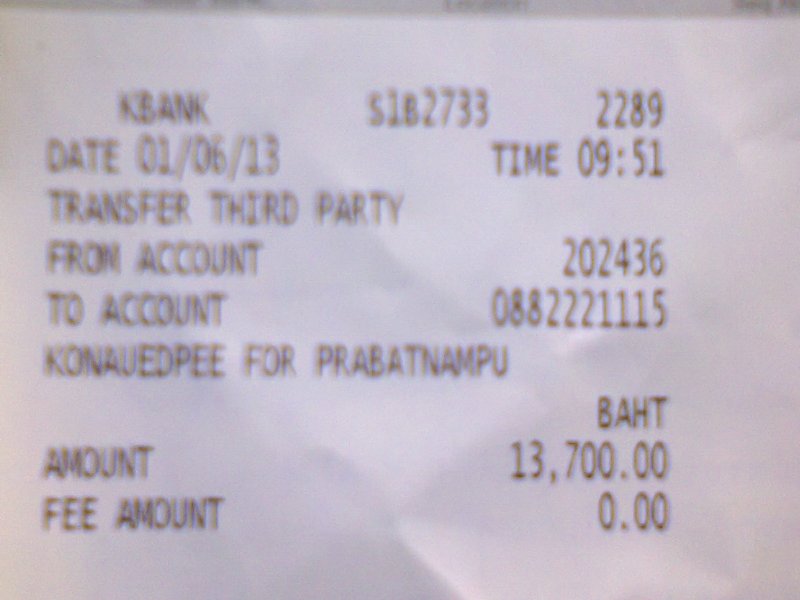 KBANK S1B2733 2289
DATE 01/06/13 TIME 09:51
TRANSFER THIRD PARTY
FROM ACCOUNT 202436
TO ACCOUNT 0882221115
KONAUEDPEE FOR PRABATNAMPU
BAHT
AMOUNT 13,700.00
FEE AMOUNT 0.00